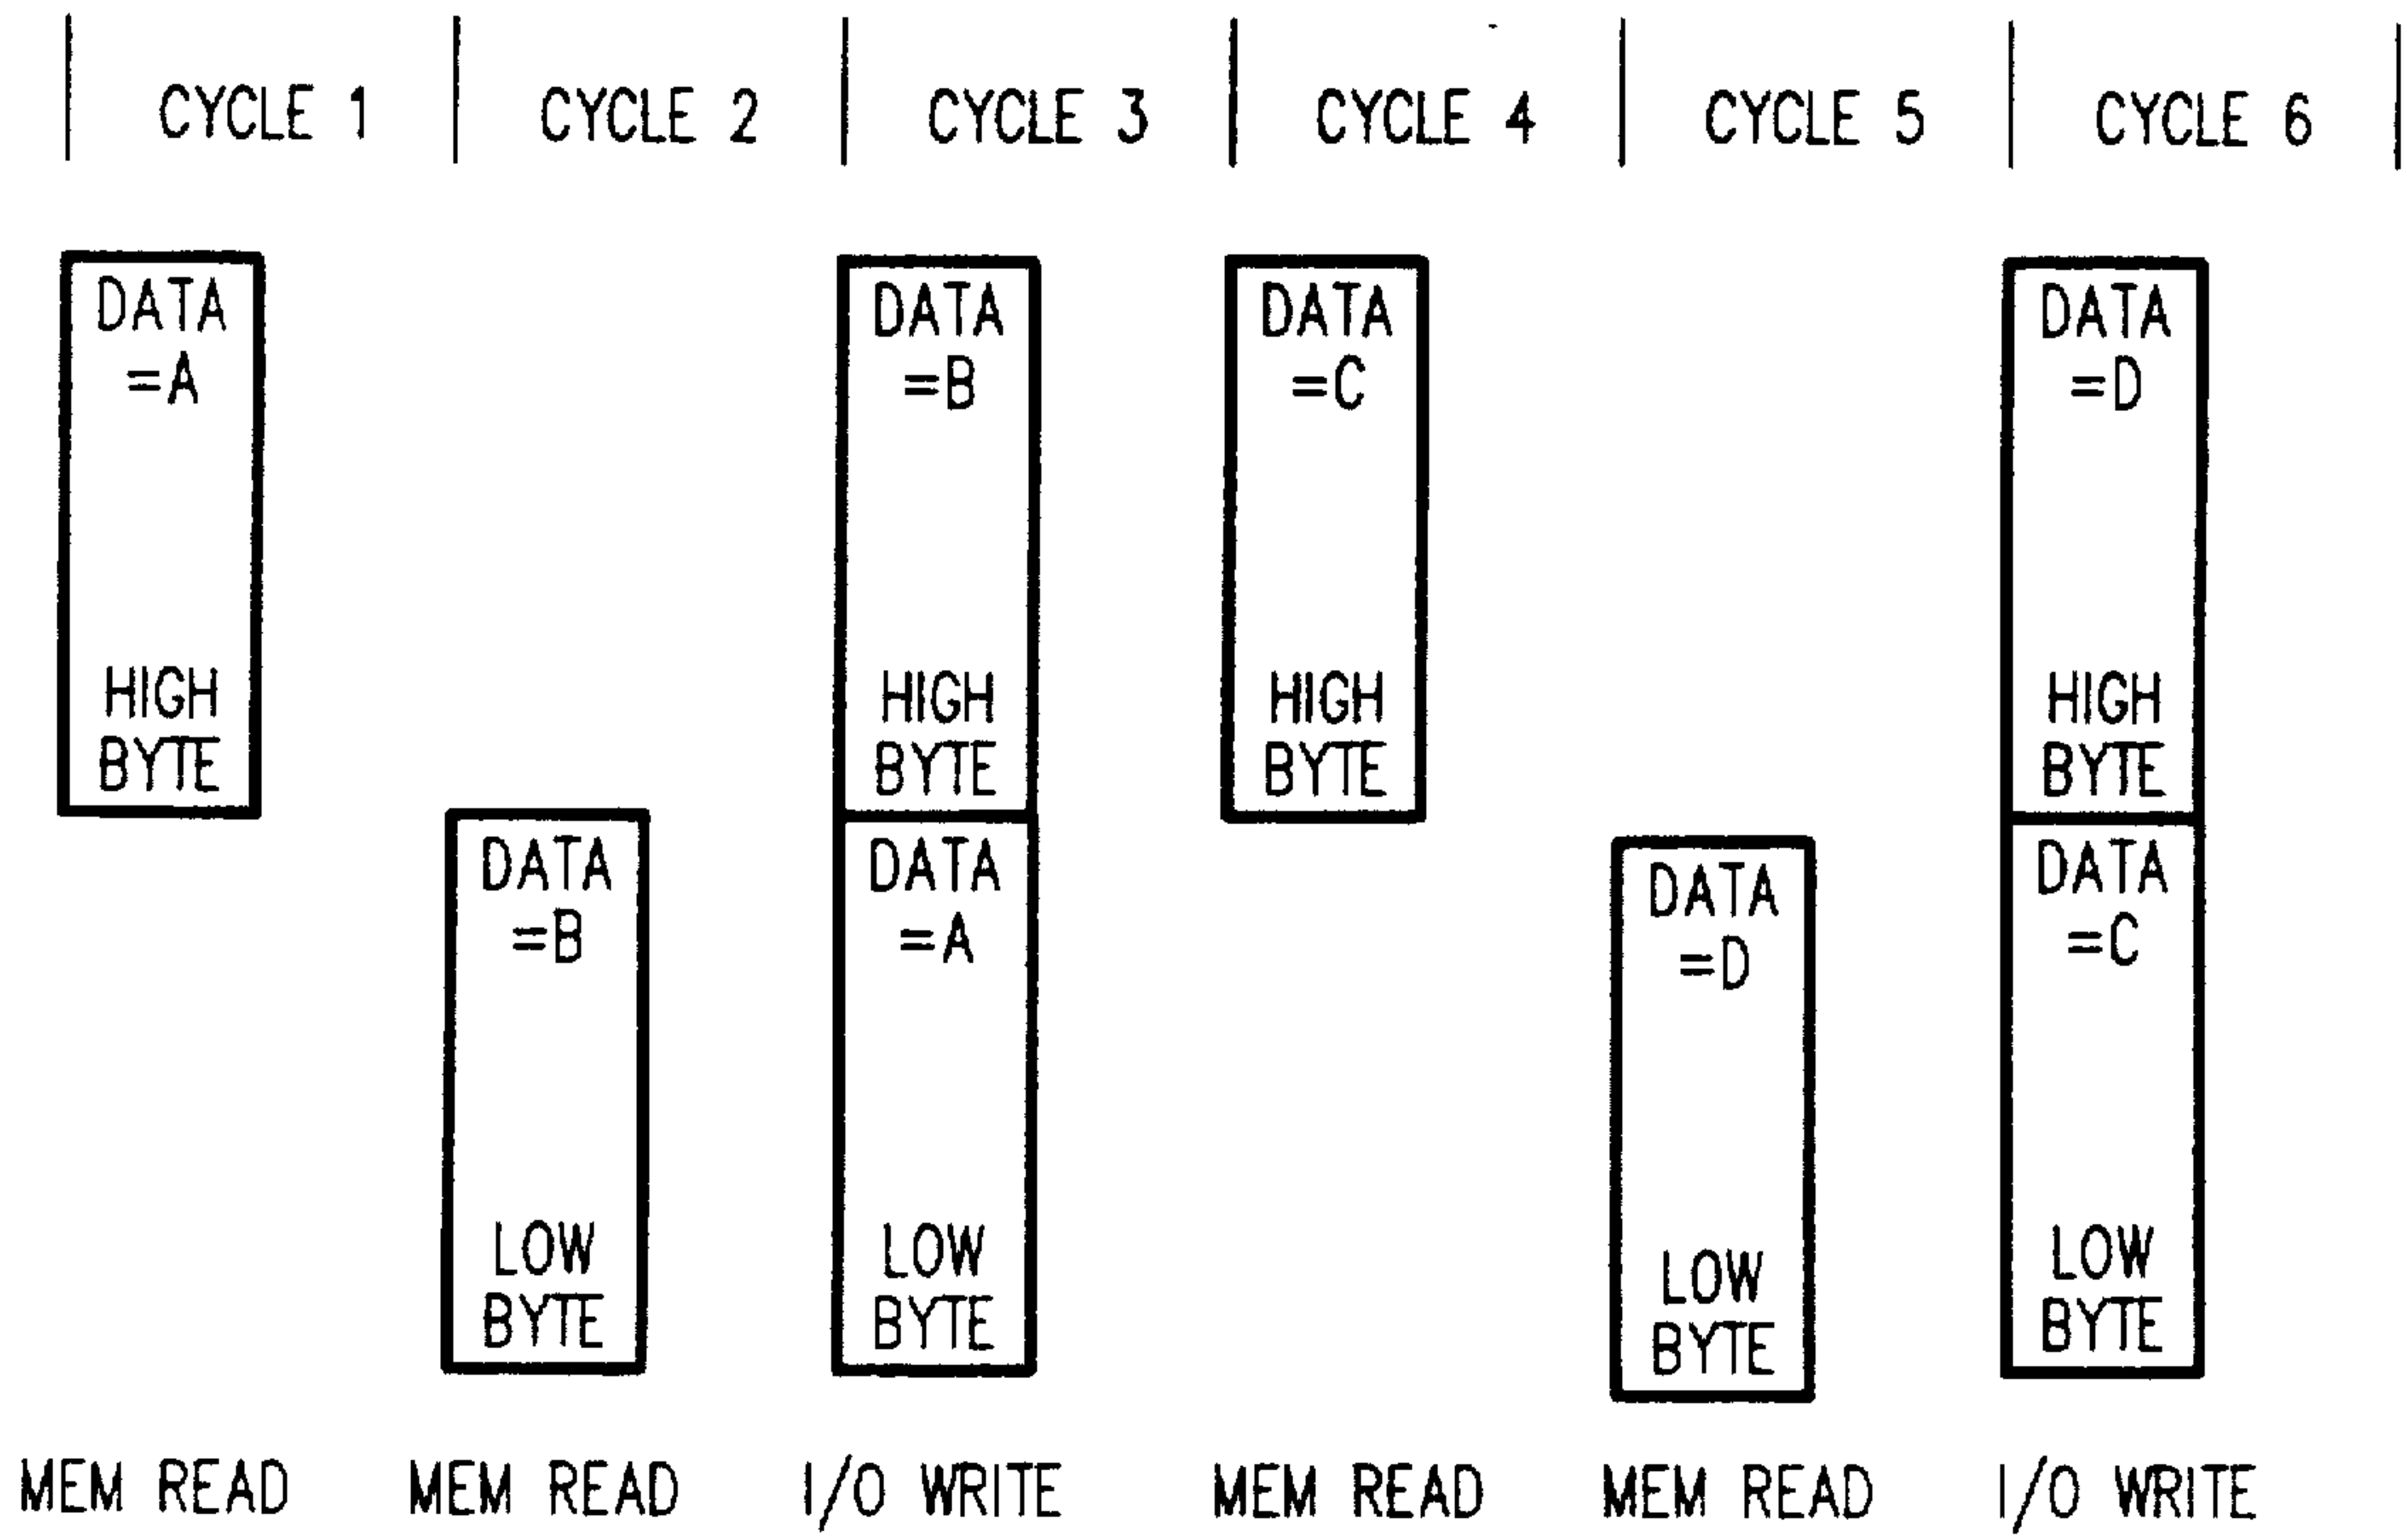 CYCLE 1
CYCLE 2
CYCLE 3
CYCLE 4
CYCLE 5
CYCLE 6
DATA
=A
HIGH
BYTE
DATA
=B
LOW
BYTE
DATA
=B
HIGH
BYTE
DATA
=A
LOW
BYTE
DATA
=C
HIGH
BYTE
DATA
=D
LOW
BYTE
DATA
=D
HIGH
BYTE
DATA
=C
LOW
BYTE
MEM READ
MEM READ
I/O WRITE
MEM READ
MEM READ
I/O WRITE